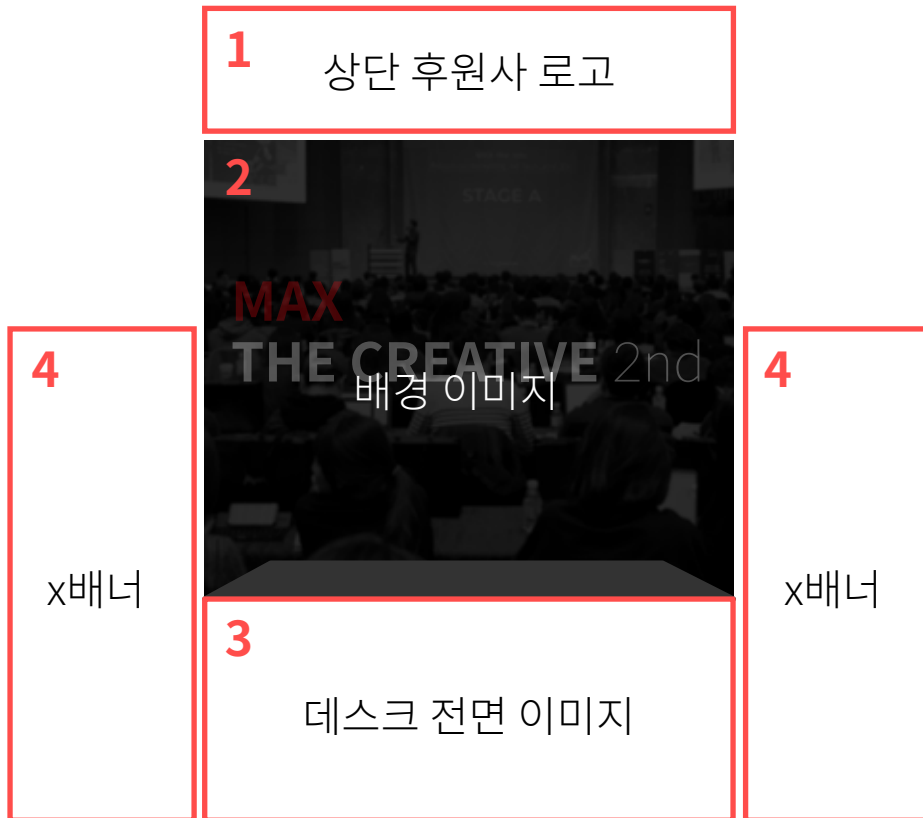 1
상단 후원사 로고
2
STAGE A
MAX
THE CREATIVE 2nd
배경 이미지
4
x배너
4
x배너
3
데스크 전면 이미지